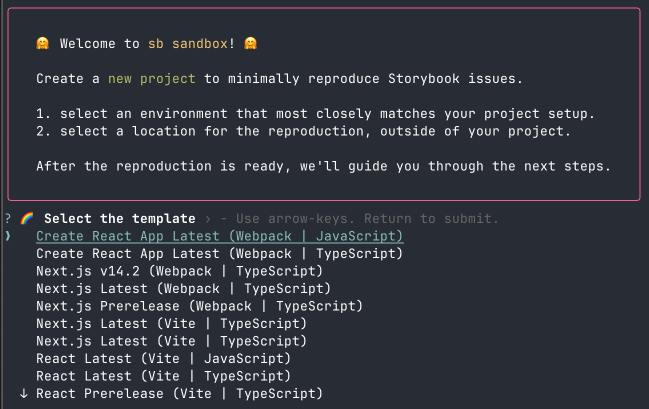 🤗 Welcome to sb sandbox! 🤗
Create a new project to minimally reproduce Storybook issues.
1. select an environment that most closely matches your project setup.
2. select a location for the reproduction, outside of your project.
After the reproduction is ready, we'll guide you through the next steps.
? 🌈 Select the template › - Use arrow-keys. Return to submit.
❯ Create React App Latest (Webpack | JavaScript)
Create React App Latest (Webpack | TypeScript)
Next.js v14.2 (Webpack | TypeScript)
Next.js Latest (Webpack | TypeScript)
Next.js Prerelease (Webpack | TypeScript)
Next.js Latest (Vite | TypeScript)
Next.js Latest (Vite | TypeScript)
React Latest (Vite | JavaScript)
React Latest (Vite | TypeScript)
↓ React Prerelease (Vite | TypeScript)